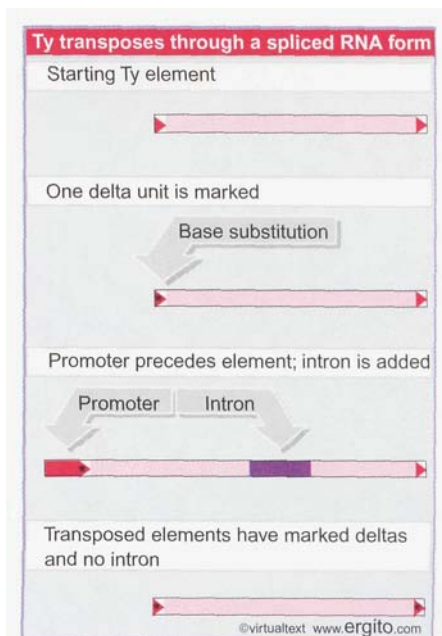 Ty transposes through a spliced RNA form
Starting Ty element
One delta unit is marked
Base substitution
Promoter precedes element; intron is added
Promoter Intron
Transposed elements have marked deltas
and no intron
©virtualtext www.ergito.com